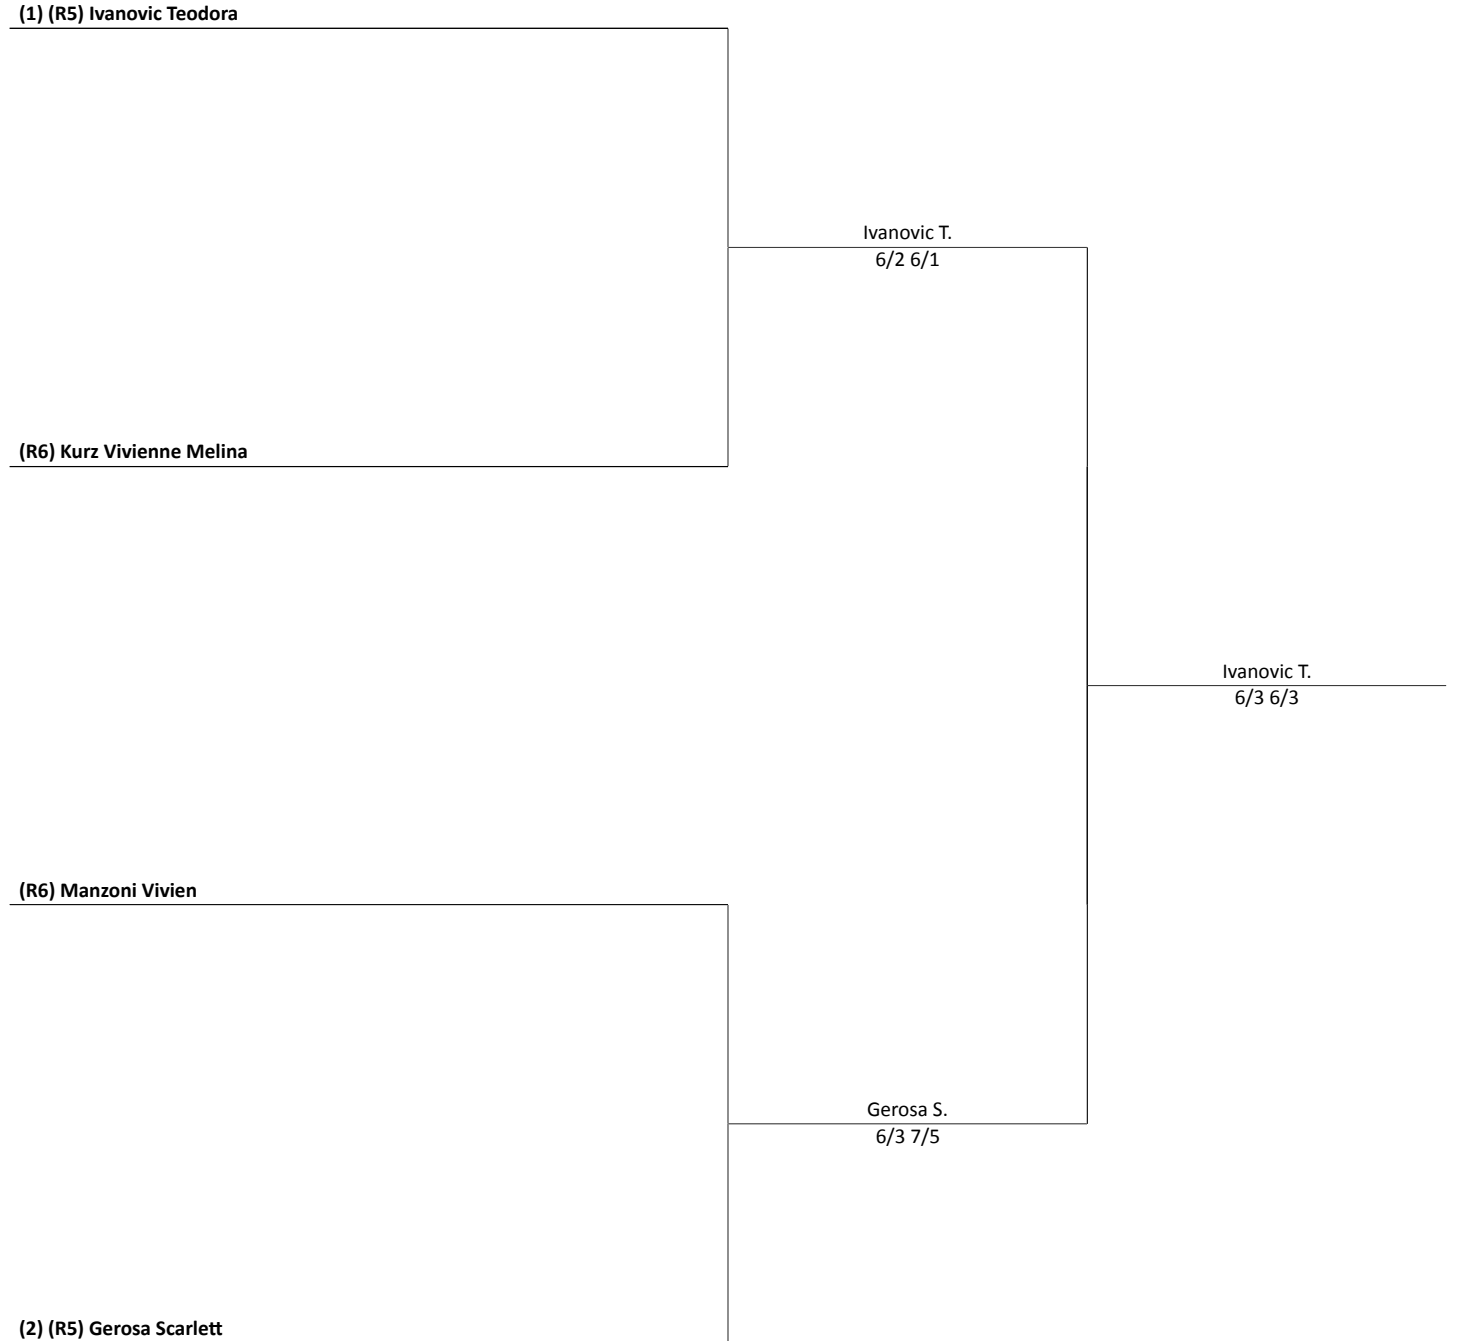 (1) (R5) Ivanovic Teodora
Ivanovic T.
6/2 6/1
(R6) Kurz Vivienne Melina
Ivanovic T.
6/3 6/3
(R6) Manzoni Vivien
Gerosa S.
6/3 7/5
(2) (R5) Gerosa Scarlett